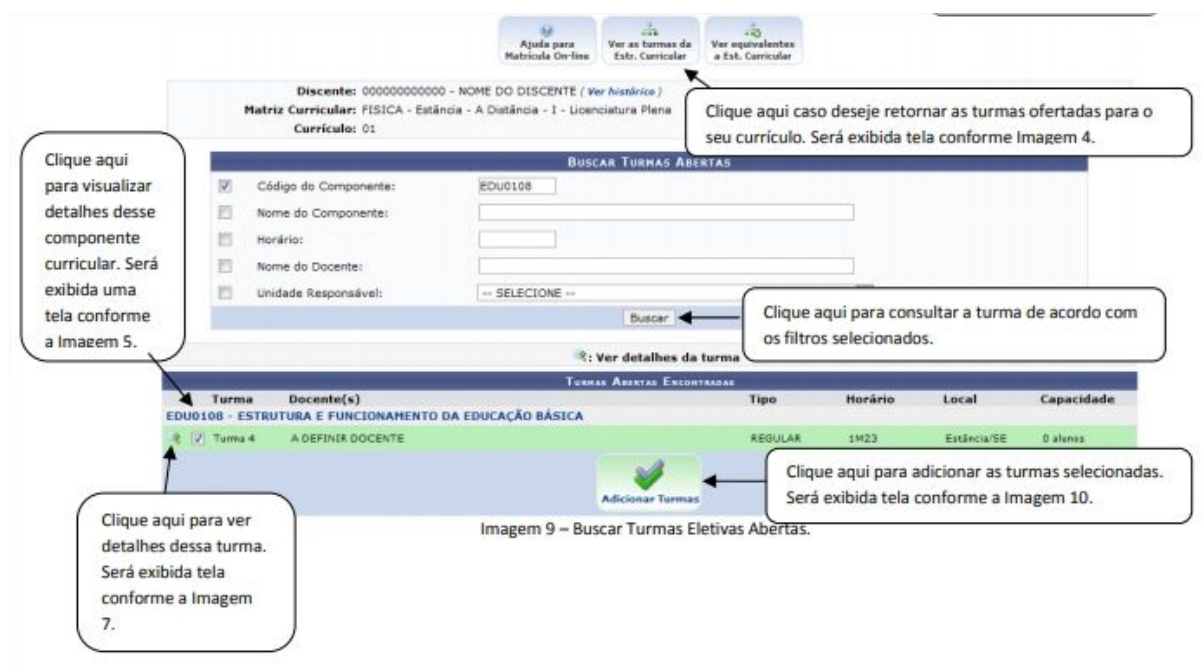 Ajuda para
Matrícula On-line
Ver as turmas da
Estr. Curricular
Ver equivalentes
a Est. Curricular
Discente: 000000000000 - NOME DO DISCENTE ( Ver histórico )
Matriz Curricular: FISICA - Estância - A Distância - I - Licenciatura Plena
Currículo: 01
Clique aqui caso deseje retornar as turmas ofertadas para o
seu currículo. Será exibida tela conforme Imagem 4.
Clique aqui
para visualizar
detalhes desse
componente
curricular. Será
exibida uma
tela conforme
a Imagem 5.
BUSCAR TURMAS ABERTAS
Código do Componente: EDU0108
Nome do Componente:
Horário:
Nome do Docente:
Unidade Responsável: -- SELECIONE --
Buscar
Clique aqui para consultar a turma de acordo com
os filtros selecionados.
: Ver detalhes da turma
TURMAS ABERTAS ENCONTRADAS
Turma Docente(s) Tipo Horário Local Capacidade
EDU0108 - ESTRUTURA E FUNCIONAMENTO DA EDUCAÇÃO BÁSICA
Turma 4 A DEFINIR DOCENTE REGULAR 1M23 Estância/SE 0 alunos
Adicionar Turmas
Clique aqui para adicionar as turmas selecionadas.
Será exibida tela conforme a Imagem 10.
Imagem 9 – Buscar Turmas Eletivas Abertas.
Clique aqui para ver
detalhes dessa turma.
Será exibida tela
conforme a Imagem
7.